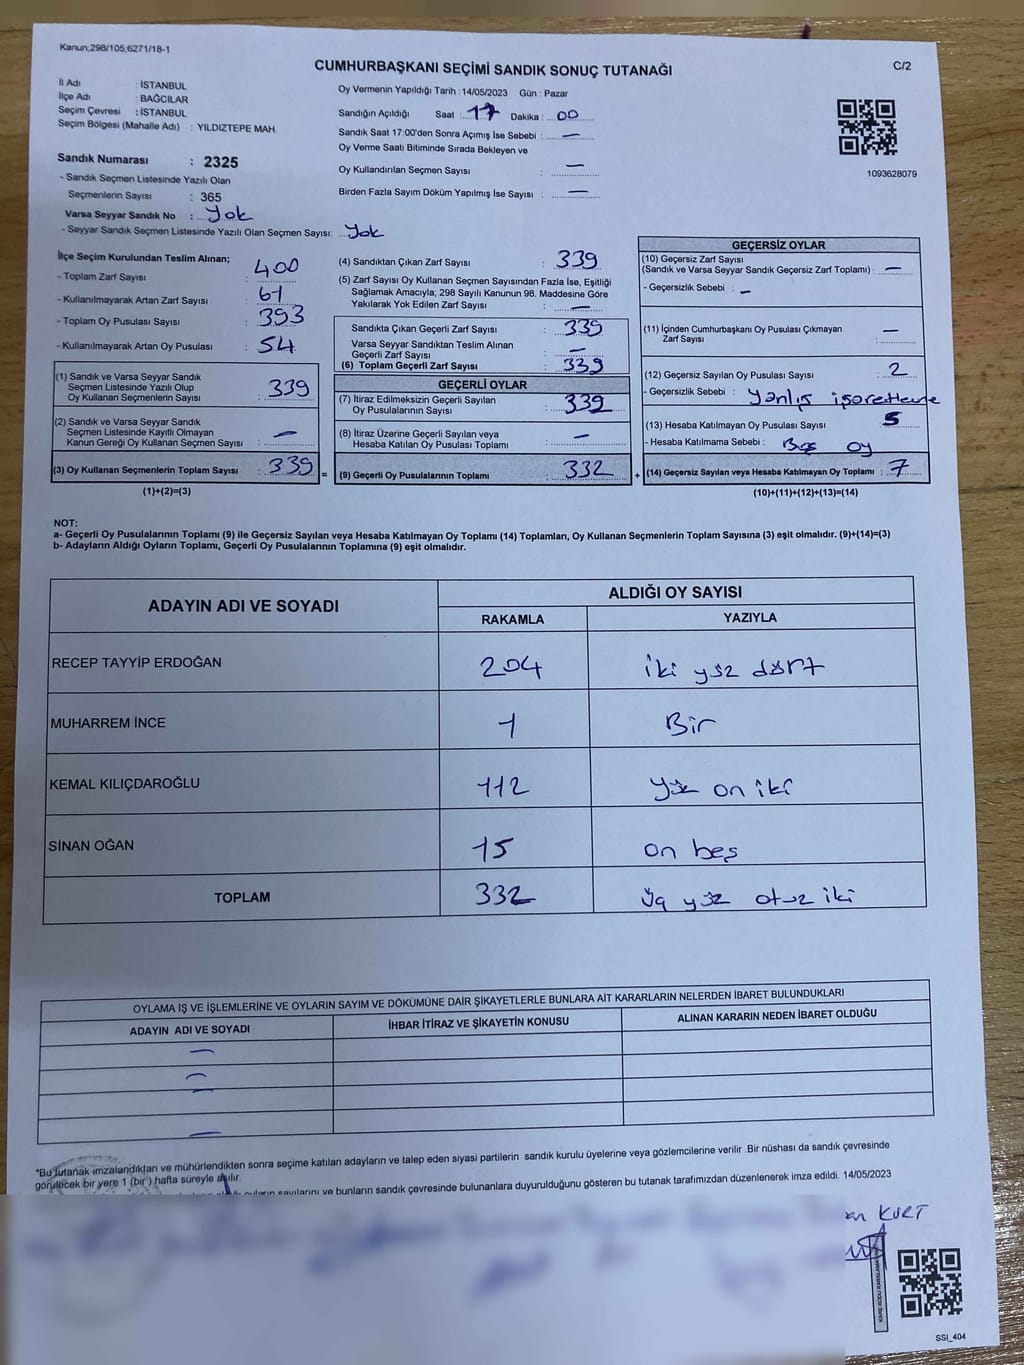 Kanun;298/105;6271/18-1
CUMHURBAŞKANI SEÇİMİ SANDIK SONUÇ TUTANAĞI
C/2
İl Adı : İSTANBUL
İlçe Adı : BAĞCILAR
Seçim Çevresi : İSTANBUL
Seçim Bölgesi (Mahalle Adı) : YILDIZTEPE MAH.
Sandık Numarası : 2325
- Sandık Seçmen Listesinde Yazılı Olan
Seçmenlerin Sayısı : 365
Varsa Seyyar Sandık No : Yok
- Seyyar Sandık Seçmen Listesinde Yazılı Olan Seçmen Sayısı: Yok
Oy Vermenin Yapıldığı Tarih : 14/05/2023 Gün : Pazar
Sandığın Açıldığı Saat : 17 Dakika : 00
Sandık Saat 17:00'den Sonra Açımış İse Sebebi : —
Oy Verme Saati Bitiminde Sırada Bekleyen ve
Oy Kullandırılan Seçmen Sayısı : —
Birden Fazla Sayım Döküm Yapılmış İse Sayısı : —
1093628079
İlçe Seçim Kurulundan Teslim Alınan;
- Toplam Zarf Sayısı : 400
- Kullanılmayarak Artan Zarf Sayısı : 61
- Toplam Oy Pusulası Sayısı : 393
- Kullanılmayarak Artan Oy Pusulası : 54
(1) Sandık ve Varsa Seyyar Sandık
Seçmen Listesinde Yazılı Olup
Oy Kullanan Seçmenlerin Sayısı : 339
(2) Sandık ve Varsa Seyyar Sandık
Seçmen Listesinde Kayıtlı Olmayan
Kanun Gereği Oy Kullanan Seçmen Sayısı : —
(3) Oy Kullanan Seçmenlerin Toplam Sayısı : 339 =
(1)+(2)=(3)
(4) Sandıktan Çıkan Zarf Sayısı : 339
(5) Zarf Sayısı Oy Kullanan Seçmen Sayısından Fazla İse, Eşitliği
Sağlamak Amacıyla; 298 Sayılı Kanunun 98. Maddesine Göre
Yakılarak Yok Edilen Zarf Sayısı : —
Sandıkta Çıkan Geçerli Zarf Sayısı : 339
Varsa Seyyar Sandıktan Teslim Alınan
Geçerli Zarf Sayısı : —
(6) Toplam Geçerli Zarf Sayısı : 339
GEÇERLİ OYLAR
(7) İtiraz Edilmeksizin Geçerli Sayılan
Oy Pusulalarının Sayısı : 332
(8) İtiraz Üzerine Geçerli Sayılan veya
Hesaba Katılan Oy Pusulası Toplamı : —
(9) Geçerli Oy Pusulalarının Toplamı : 332 +
GEÇERSİZ OYLAR
(10) Geçersiz Zarf Sayısı
(Sandık ve Varsa Seyyar Sandık Geçersiz Zarf Toplamı) : —
- Geçersizlik Sebebi : —
(11) İçinden Cumhurbaşkanı Oy Pusulası Çıkmayan
Zarf Sayısı : —
(12) Geçersiz Sayılan Oy Pusulası Sayısı : 2
- Geçersizlik Sebebi : Yanlış işaretleme
(13) Hesaba Katılmayan Oy Pusulası Sayısı : 5
- Hesaba Katılmama Sebebi : Boş oy
(14) Geçersiz Sayılan veya Hesaba Katılmayan Oy Toplamı : 7
(10)+(11)+(12)+(13)=(14)
NOT:
a- Geçerli Oy Pusulalarının Toplamı (9) ile Geçersiz Sayılan veya Hesaba Katılmayan Oy Toplamı (14) Toplamları, Oy Kullanan Seçmenlerin Toplam Sayısına (3) eşit olmalıdır. (9)+(14)=(3)
b- Adayların Aldığı Oyların Toplamı, Geçerli Oy Pusulalarının Toplamına (9) eşit olmalıdır.
ADAYIN ADI VE SOYADI ALDIĞI OY SAYISI
RAKAMLA YAZIYLA
RECEP TAYYİP ERDOĞAN 204 iki yüz dört
MUHARREM İNCE 1 Bir
KEMAL KILIÇDAROĞLU 112 Yüz on iki
SİNAN OĞAN 15 on beş
TOPLAM 332 üç yüz otuz iki
OYLAMA İŞ VE İŞLEMLERİNE VE OYLARIN SAYIM VE DÖKÜMÜNE DAİR ŞİKAYETLERLE BUNLARA AİT KARARLARIN NELERDEN İBARET BULUNDUKLARI
ADAYIN ADI VE SOYADI İHBAR İTİRAZ VE ŞİKAYETİN KONUSU ALINAN KARARIN NEDEN İBARET OLDUĞU
—
—
—
—
*Bu tutanak imzalandıktan ve mühürlendikten sonra seçime katılan adayların ve talep eden siyasi partilerin sandık kurulu üyelerine veya gözlemcilerine verilir .Bir nüshası da sandık çevresinde
görülecek bir yere 1 (bir ) hafta süreyle asılır.
sayılarını ve bunların sandık çevresinde bulunanlara duyurulduğunu gösteren bu tutanak tarafımızdan düzenlenerek imza edildi. 14/05/2023
KURT
SSI_404